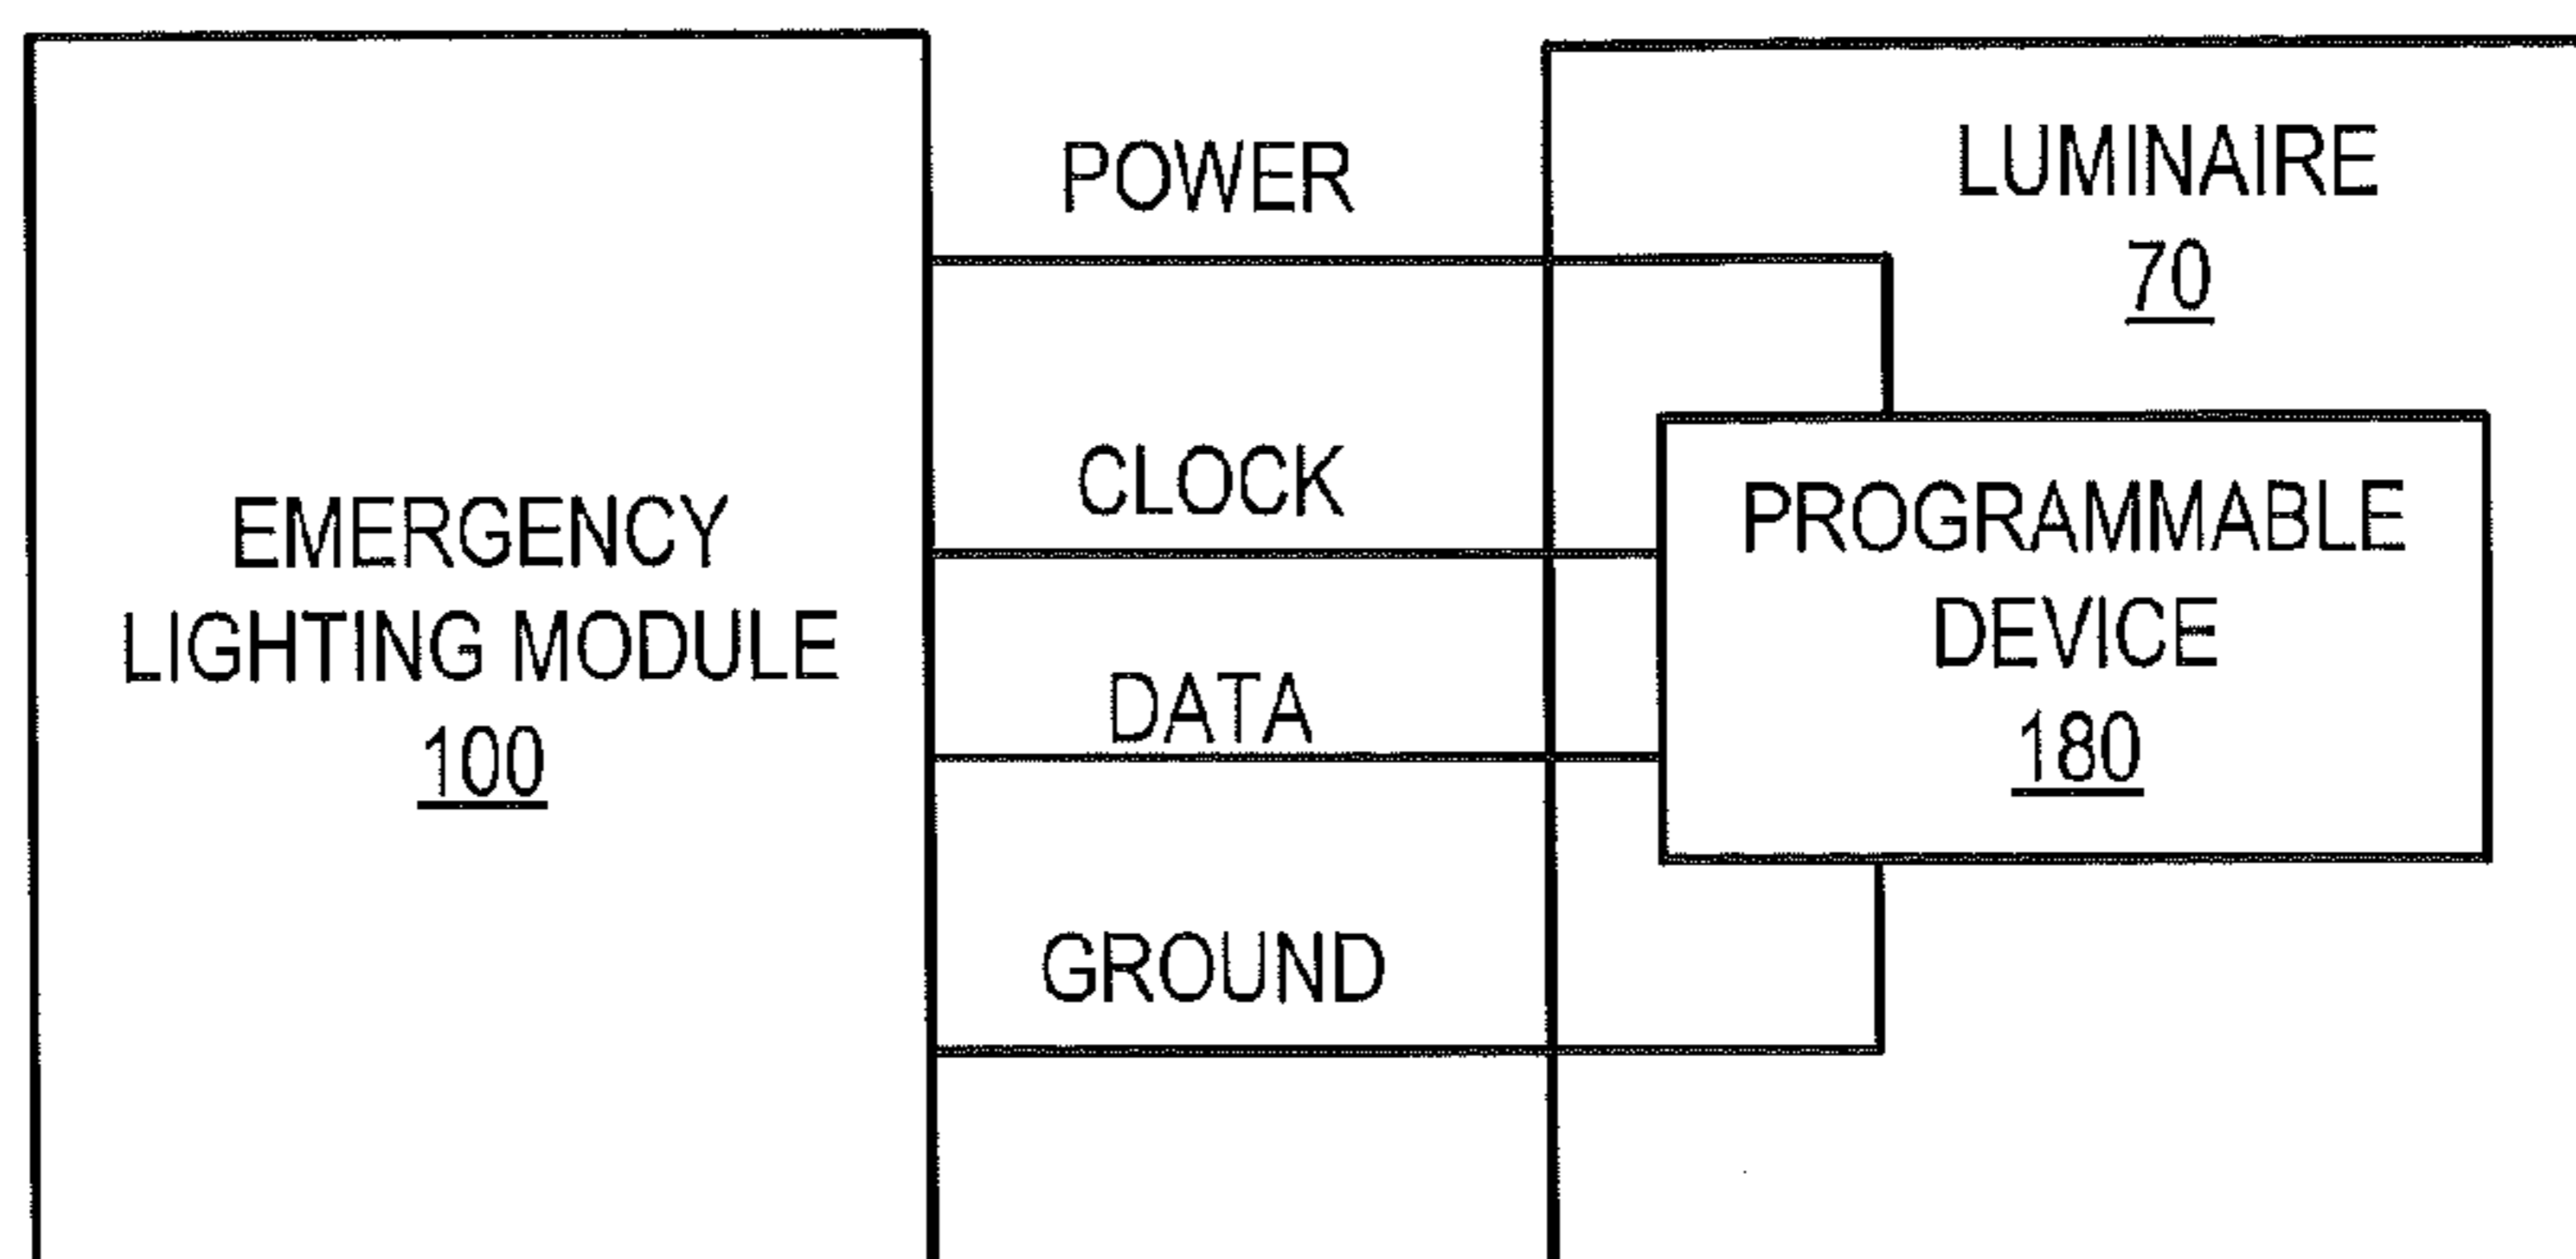 EMERGENCY
LIGHTING MODULE
100
POWER
CLOCK
DATA
GROUND
LUMINAIRE
70
PROGRAMMABLE
DEVICE
180